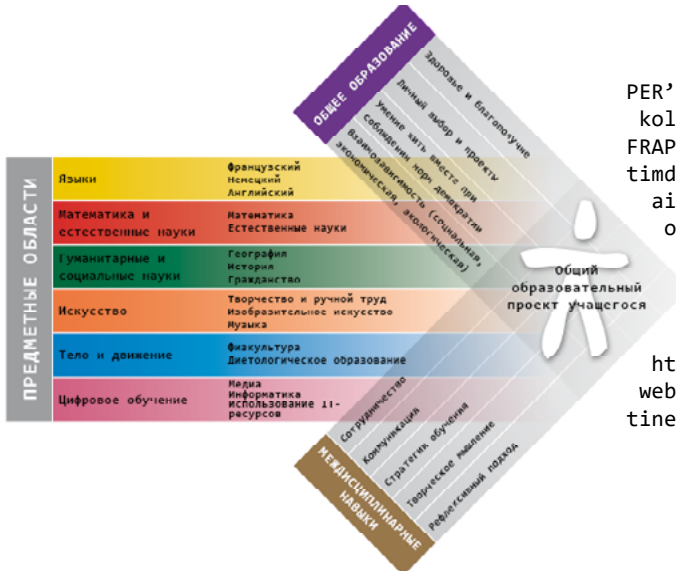 ОБЩЕЕ ОБРАЗОВАНИЕ
Здоровье и благополучие
Личный выбор и проекты
Умение жить вместе при
соблюдении норм демократии
Взаимозависимость (социальная,
экономическая, экологическая)
ПРЕДМЕТНЫЕ ОБЛАСТИ
Языки
Французский
Немецкий
Английский
Математика и
естественные науки
Математика
Естественные науки
Гуманитарные и
социальные науки
География
История
Гражданство
Искусство
Творчество и ручной труд
Изобразительное искусство
Музыка
Тело и движение
Физкультура
Диетологическое образование
Цифровое обучение
Медиа
Информатика
использование IT-
ресурсов
Общий
образовательный
проект учащегося
Сотрудничество
Коммуникация
Стратегии обучения
Творческое мышление
Рефлексивный подход
МЕЖДИСЦИПЛИНАРНЫЕ
НАВЫКИ
PER’
kol
FRAP
timd
ai
o
ht
web
tine